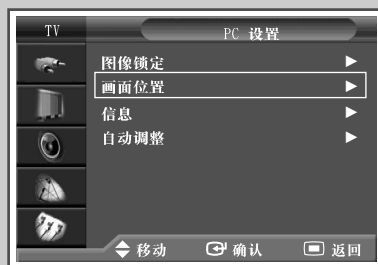 TV
PC 设置
图像锁定 ▶
画面位置 ▶
信息 ▶
自动调整 ▶
移动 确认 返回